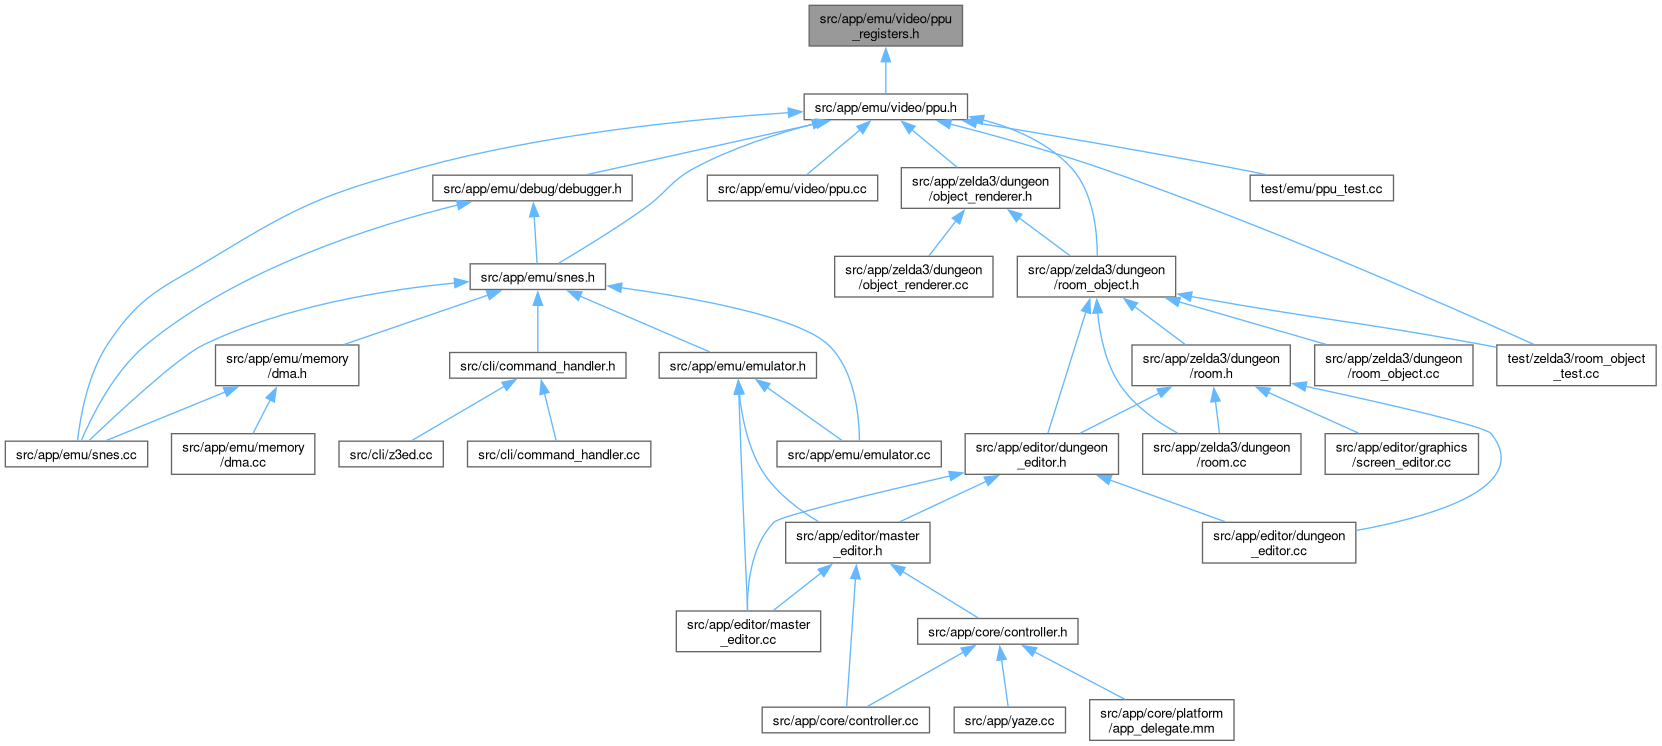 src/app/emu/video/ppu
_registers.h
src/app/emu/video/ppu.h
src/app/emu/debug/debugger.h
src/app/emu/video/ppu.cc
src/app/zelda3/dungeon
/object_renderer.h
test/emu/ppu_test.cc
src/app/emu/snes.h
src/app/zelda3/dungeon
/object_renderer.cc
src/app/zelda3/dungeon
/room_object.h
src/app/emu/memory
/dma.h
src/cli/command_handler.h
src/app/emu/emulator.h
src/app/zelda3/dungeon
/room.h
src/app/zelda3/dungeon
/room_object.cc
test/zelda3/room_object
_test.cc
src/app/emu/snes.cc
src/app/emu/memory
/dma.cc
src/cli/z3ed.cc
src/cli/command_handler.cc
src/app/emu/emulator.cc
src/app/editor/dungeon
_editor.h
src/app/zelda3/dungeon
/room.cc
src/app/editor/graphics
/screen_editor.cc
src/app/editor/master
_editor.h
src/app/editor/dungeon
_editor.cc
src/app/editor/master
_editor.cc
src/app/core/controller.h
src/app/core/controller.cc
src/app/yaze.cc
src/app/core/platform
/app_delegate.mm